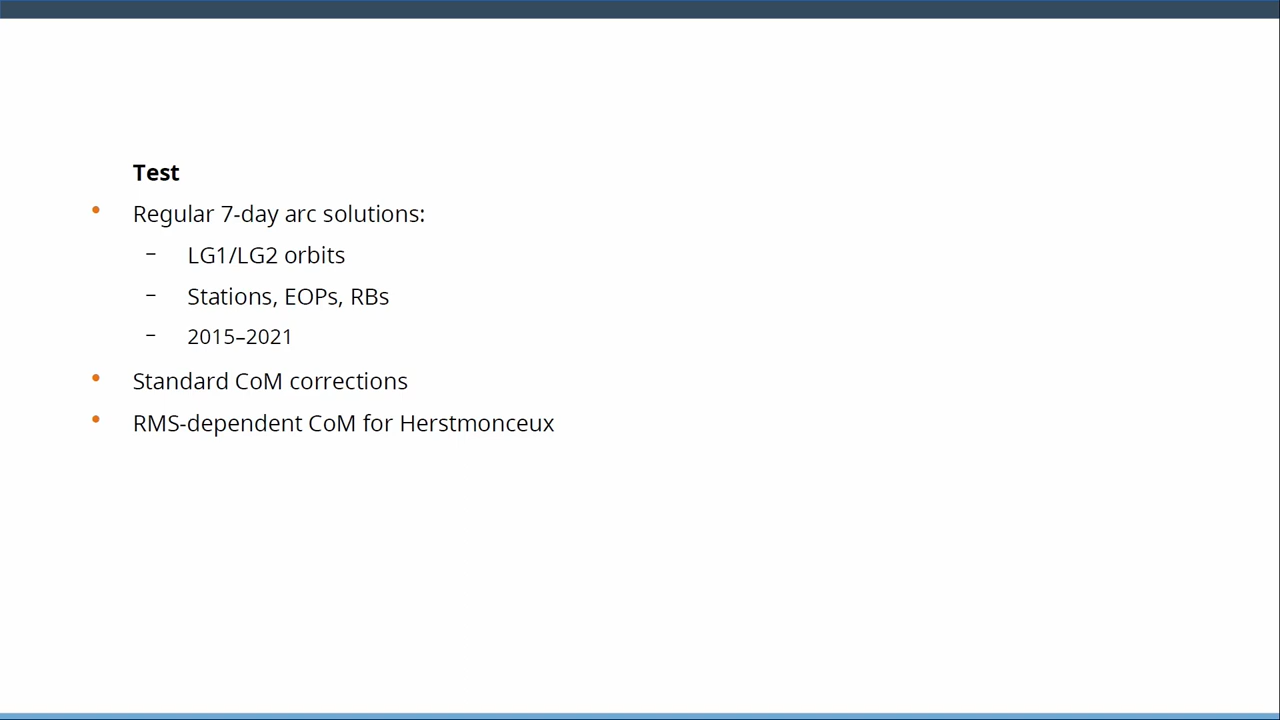 Test
• Regular 7-day arc solutions:
– LG1/LG2 orbits
– Stations, EOPs, RBs
– 2015–2021
• Standard CoM corrections
• RMS-dependent CoM for Herstmonceux